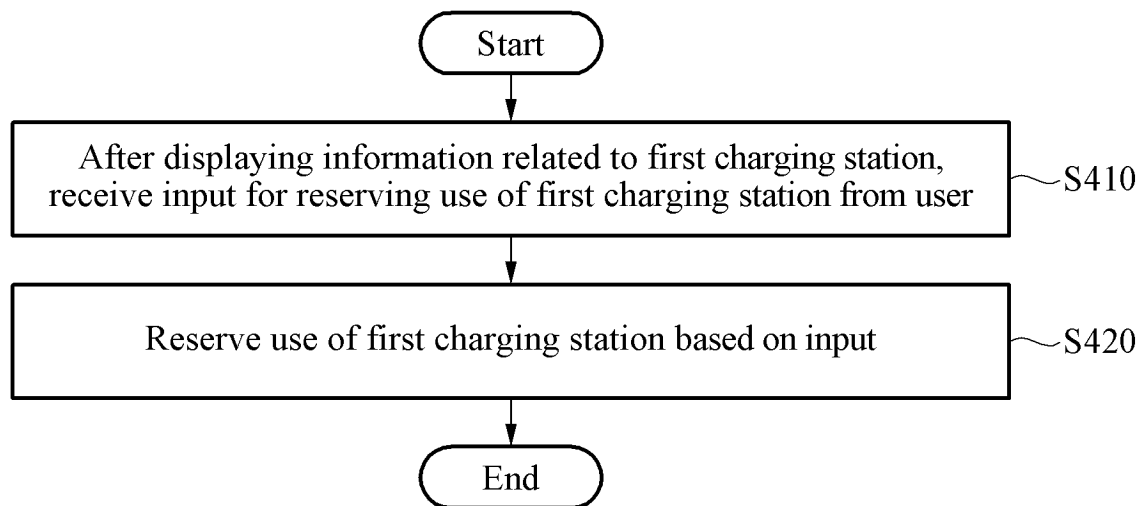 Start
After displaying information related to first charging station,
receive input for reserving use of first charging station from user
S410
Reserve use of first charging station based on input
S420
End